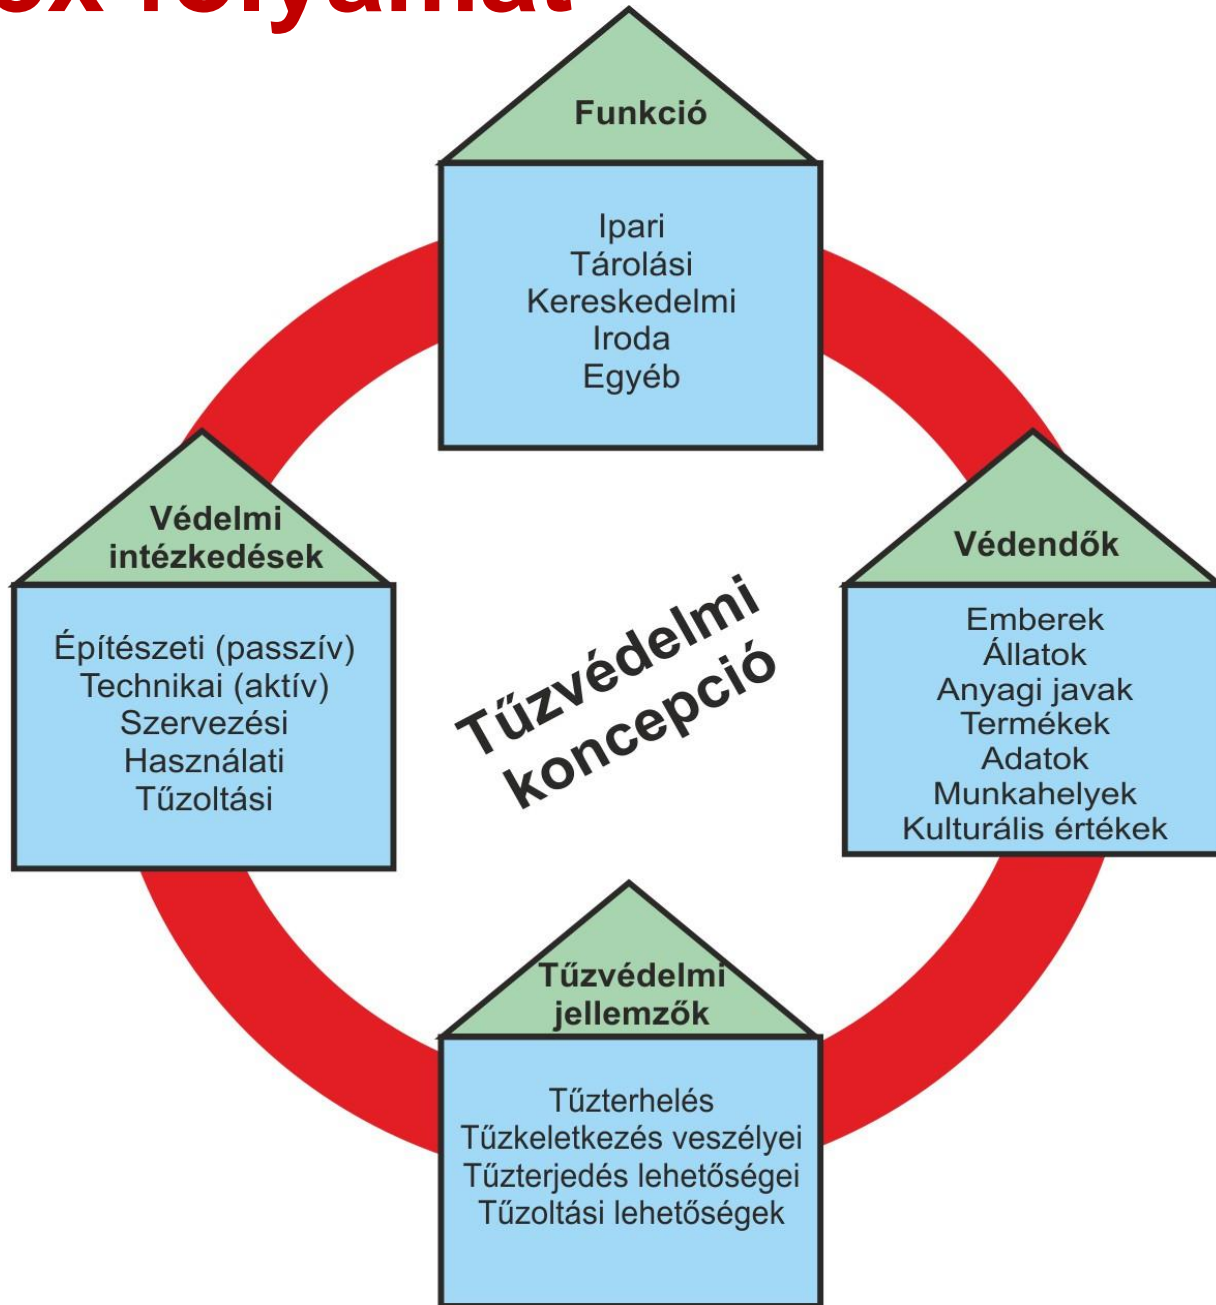 folyamat
Funkció
Ipari
Tárolási
Kereskedelmi
Iroda
Egyéb
Védelmi
intézkedések
Építészeti (passzív)
Technikai (aktív)
Szervezési
Használati
Tűzoltási
Tűzvédelmi
koncepció
Védendők
Emberek
Állatok
Anyagi javak
Termékek
Adatok
Munkahelyek
Kulturális értékek
Tűzvédelmi
jellemzők
Tűzterhelés
Tűzkeletkezés veszélyei
Tűzterjedés lehetőségei
Tűzoltási lehetőségek